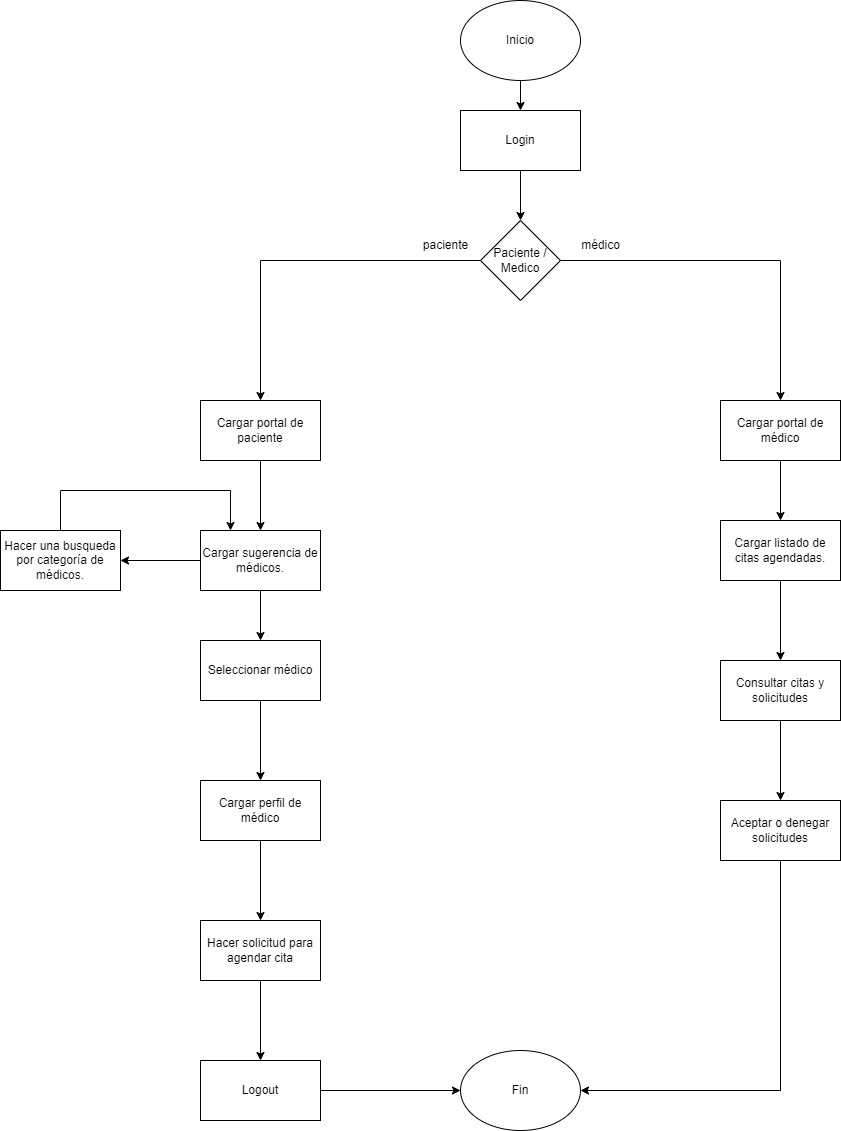 Inicio
Login
paciente
médico
Paciente /
Medico
Cargar portal de
paciente
Cargar portal de
médico
Hacer una busqueda
por categoría de
médicos.
Cargar sugerencia de
médicos.
Cargar listado de
citas agendadas.
Seleccionar médico
Consultar citas y
solicitudes
Cargar perfil de
médico
Aceptar o denegar
solicitudes
Hacer solicitud para
agendar cita
Logout
Fin